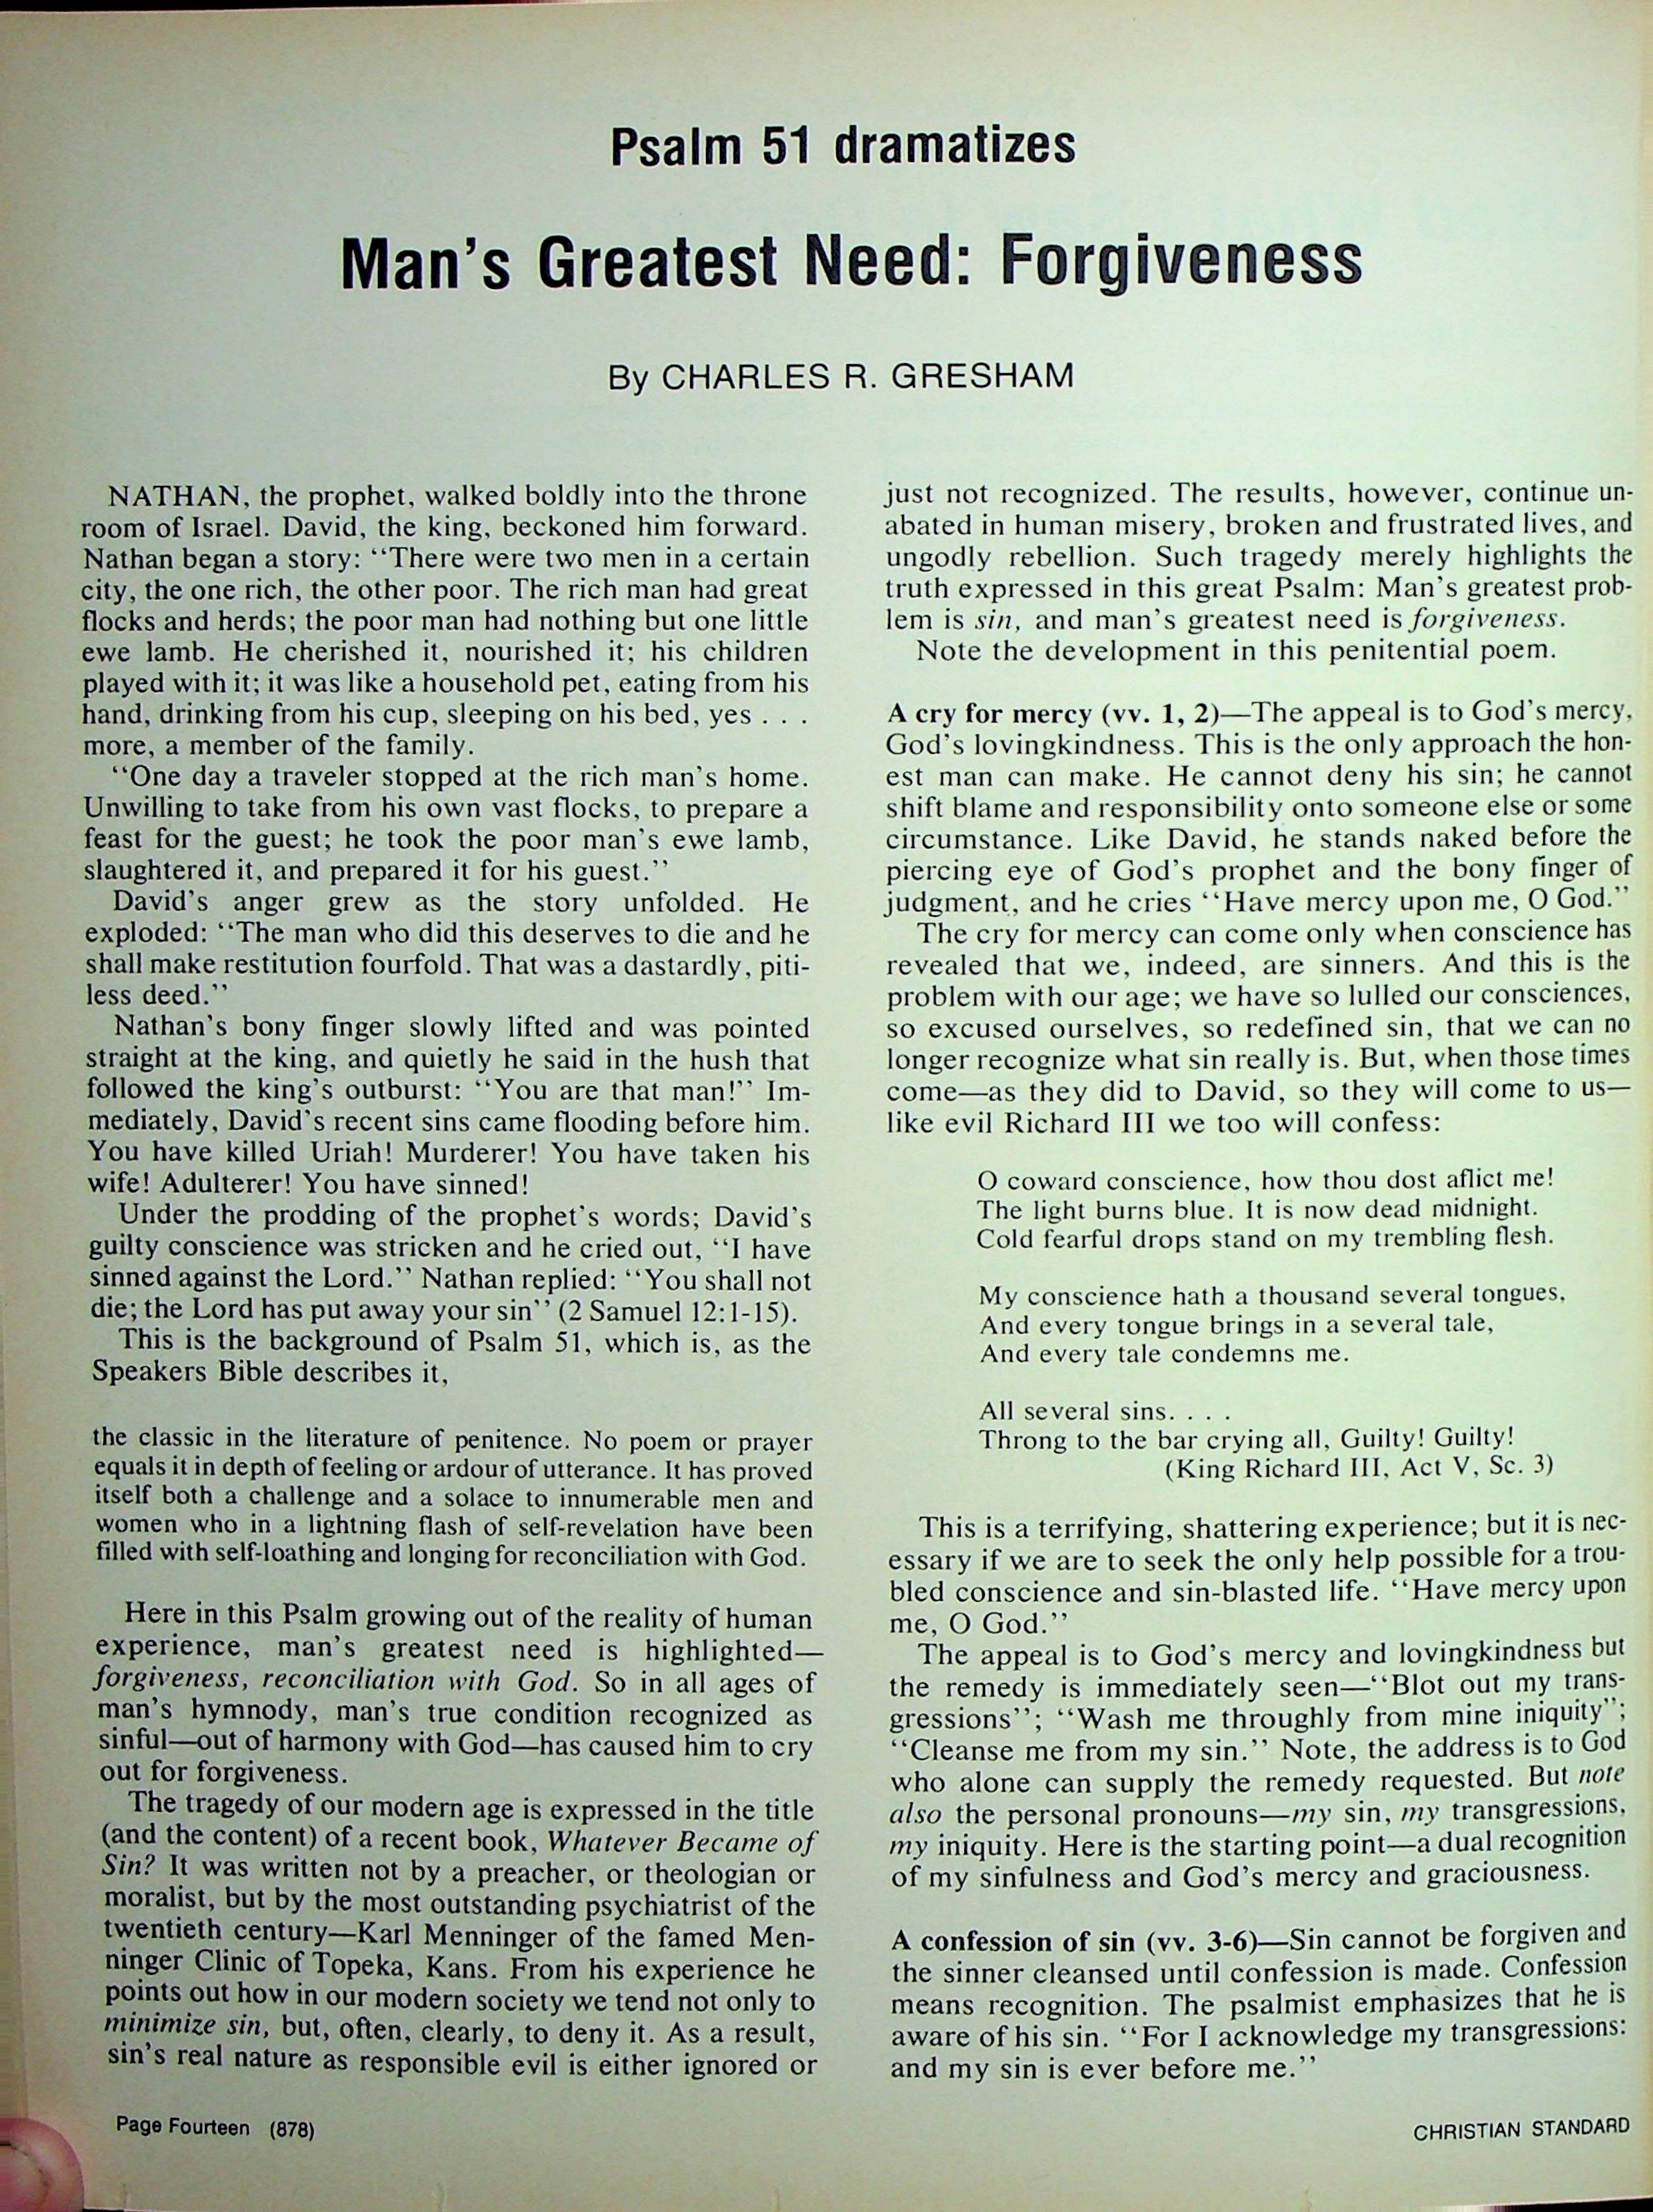 Psalm 51 dramatizes
Man's Greatest Need: Forgiveness
By CHARLES R. GRESHAM
NATHAN, the prophet, walked boldly into the throne
room of Israel. David, the king, beckoned him forward.
Nathan began a story: "There were two men in a certain
city, the one rich, the other poor. The rich man had great
flocks and herds; the poor man had nothing but one little
ewe lamb. He cherished it, nourished it; his children
played with it; it was like a household pet, eating from his
hand, drinking from his cup, sleeping on his bed, yes . . .
more, a member of the family.
"One day a traveler stopped at the rich man's home.
Unwilling to take from his own vast flocks, to prepare a
feast for the guest; he took the poor man's ewe lamb,
slaughtered it, and prepared it for his guest."
David's anger grew as the story unfolded. He
exploded: "The man who did this deserves to die and he
shall make restitution fourfold. That was a dastardly, piti-
less deed."
Nathan's bony finger slowly lifted and was pointed
straight at the king, and quietly he said in the hush that
followed the king's outburst: "You are that man!" Im-
mediately, David's recent sins came flooding before him.
You have killed Uriah! Murderer! You have taken his
wife! Adulterer! You have sinned!
Under the prodding of the prophet's words; David's
guilty conscience was stricken and he cried out, "I have
sinned against the Lord." Nathan replied: "You shall not
die; the Lord has put away your sin" (2 Samuel 12:1-15).
This is the background of Psalm 51, which is, as the
Speakers Bible describes it,
the classic in the literature of penitence. No poem or prayer
equals it in depth of feeling or ardour of utterance. It has proved
itself both a challenge and a solace to innumerable men and
women who in a lightning flash of self-revelation have been
filled with self-loathing and longing for reconciliation with God.
Here in this Psalm growing out of the reality of human
experience, man's greatest need is highlighted—
forgiveness, reconciliation with God. So in all ages of
man's hymnody, man's true condition recognized as
sinful—out of harmony with God—has caused him to cry
out for forgiveness.
The tragedy of our modern age is expressed in the title
(and the content) of a recent book, Whatever Became of
Sin? It was written not by a preacher, or theologian or
moralist, but by the most outstanding psychiatrist of the
twentieth century—Karl Menninger of the famed Men-
ninger Clinic of Topeka, Kans. From his experience he
points out how in our modern society we tend not only to
minimize sin, but, often, clearly, to deny it. As a result,
sin's real nature as responsible evil is either ignored or
just not recognized. The results, however, continue un-
abated in human misery, broken and frustrated lives, and
ungodly rebellion. Such tragedy merely highlights the
truth expressed in this great Psalm: Man's greatest prob-
lem is sin, and man's greatest need is forgiveness.
Note the development in this penitential poem.
A cry for mercy (vv. 1, 2)—The appeal is to God's mercy,
God's lovingkindness. This is the only approach the hon-
est man can make. He cannot deny his sin; he cannot
shift blame and responsibility onto someone else or some
circumstance. Like David, he stands naked before the
piercing eye of God's prophet and the bony finger of
judgment, and he cries "Have mercy upon me, O God."
The cry for mercy can come only when conscience has
revealed that we, indeed, are sinners. And this is the
problem with our age; we have so lulled our consciences,
so excused ourselves, so redefined sin, that we can no
longer recognize what sin really is. But, when those times
come—as they did to David, so they will come to us—
like evil Richard III we too will confess:
O coward conscience, how thou dost aflict me!
The light burns blue. It is now dead midnight.
Cold fearful drops stand on my trembling flesh.
My conscience hath a thousand several tongues,
And every tongue brings in a several tale,
And every tale condemns me.
All several sins. . . .
Throng to the bar crying all, Guilty! Guilty!
(King Richard III, Act V, Sc. 3)
This is a terrifying, shattering experience; but it is nec-
essary if we are to seek the only help possible for a trou-
bled conscience and sin-blasted life. "Have mercy upon
me, O God."
The appeal is to God's mercy and lovingkindness but
the remedy is immediately seen—"Blot out my trans-
gressions"; "Wash me throughly from mine iniquity";
"Cleanse me from my sin." Note, the address is to God
who alone can supply the remedy requested. But note
also the personal pronouns—my sin, my transgressions,
my iniquity. Here is the starting point—a dual recognition
of my sinfulness and God's mercy and graciousness.
A confession of sin (vv. 3-6)—Sin cannot be forgiven and
the sinner cleansed until confession is made. Confession
means recognition. The psalmist emphasizes that he is
aware of his sin. "For I acknowledge my transgressions:
and my sin is ever before me."
Page Fourteen (878)
CHRISTIAN STANDARD